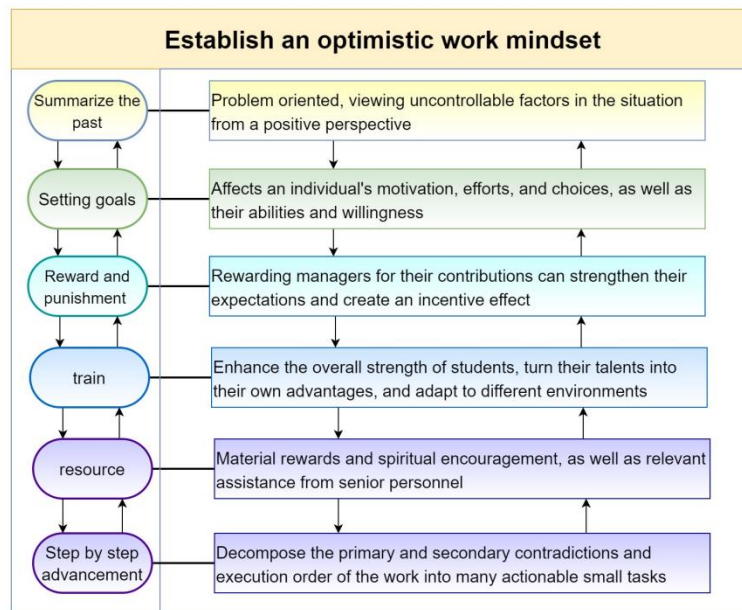 Establish an optimistic work mindset
Summarize the
past
Problem oriented, viewing uncontrollable factors in the situation
from a positive perspective
Setting goals
Affects an individual's motivation, efforts, and choices, as well as
their abilities and willingness
Reward and
punishment
Rewarding managers for their contributions can strengthen their
expectations and create an incentive effect
train
Enhance the overall strength of students, turn their talents into
their own advantages, and adapt to different environments
resource
Material rewards and spiritual encouragement, as well as relevant
assistance from senior personnel
Step by step
advancement
Decompose the primary and secondary contradictions and
execution order of the work into many actionable small tasks